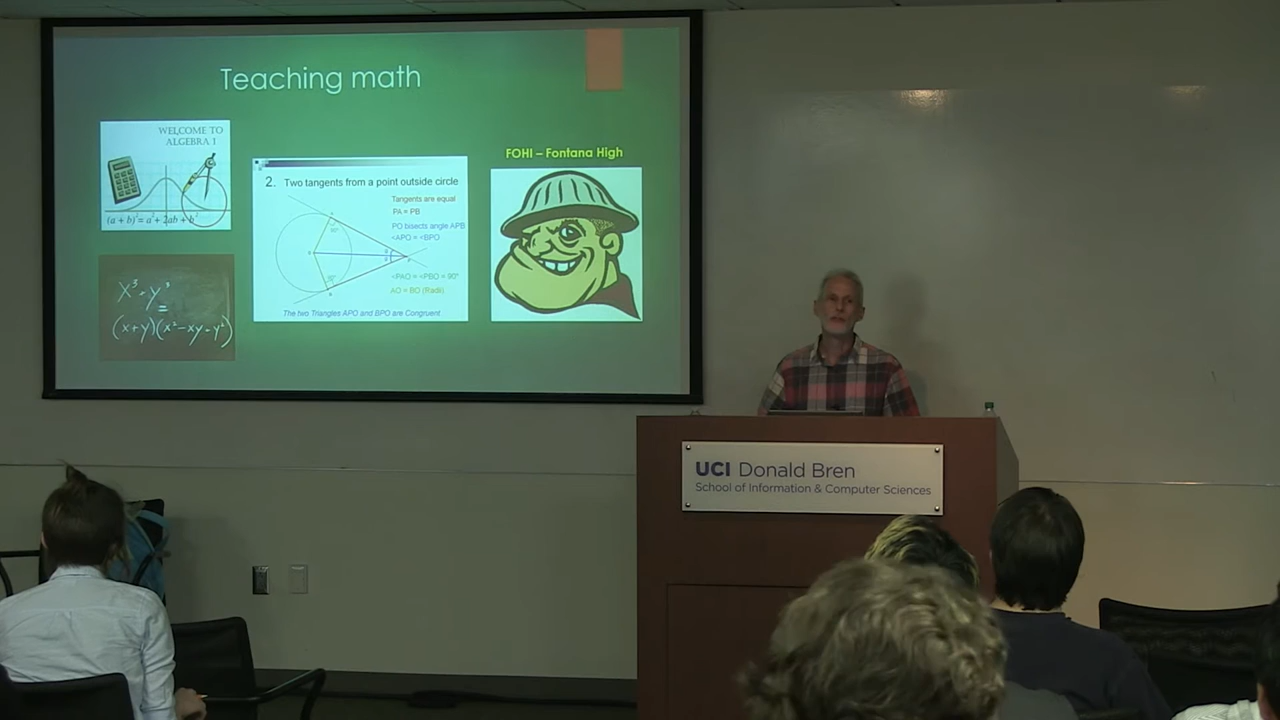 Teaching math
WELCOME TO
ALGEBRA 1
(a + b)² = a² + 2ab + b²
x³ - y³
=
(x+y)(x²-xy-y²)
2. Two tangents from a point outside circle
Tangents are equal
PA = PB
PO bisects angle APB
<APO = <BPO
<PAO = <PBO = 90°
AO = BO (Radii)
The two Triangles APO and BPO are Congruent
FOHI – Fontana High
UCI Donald Bren
School of Information & Computer Sciences